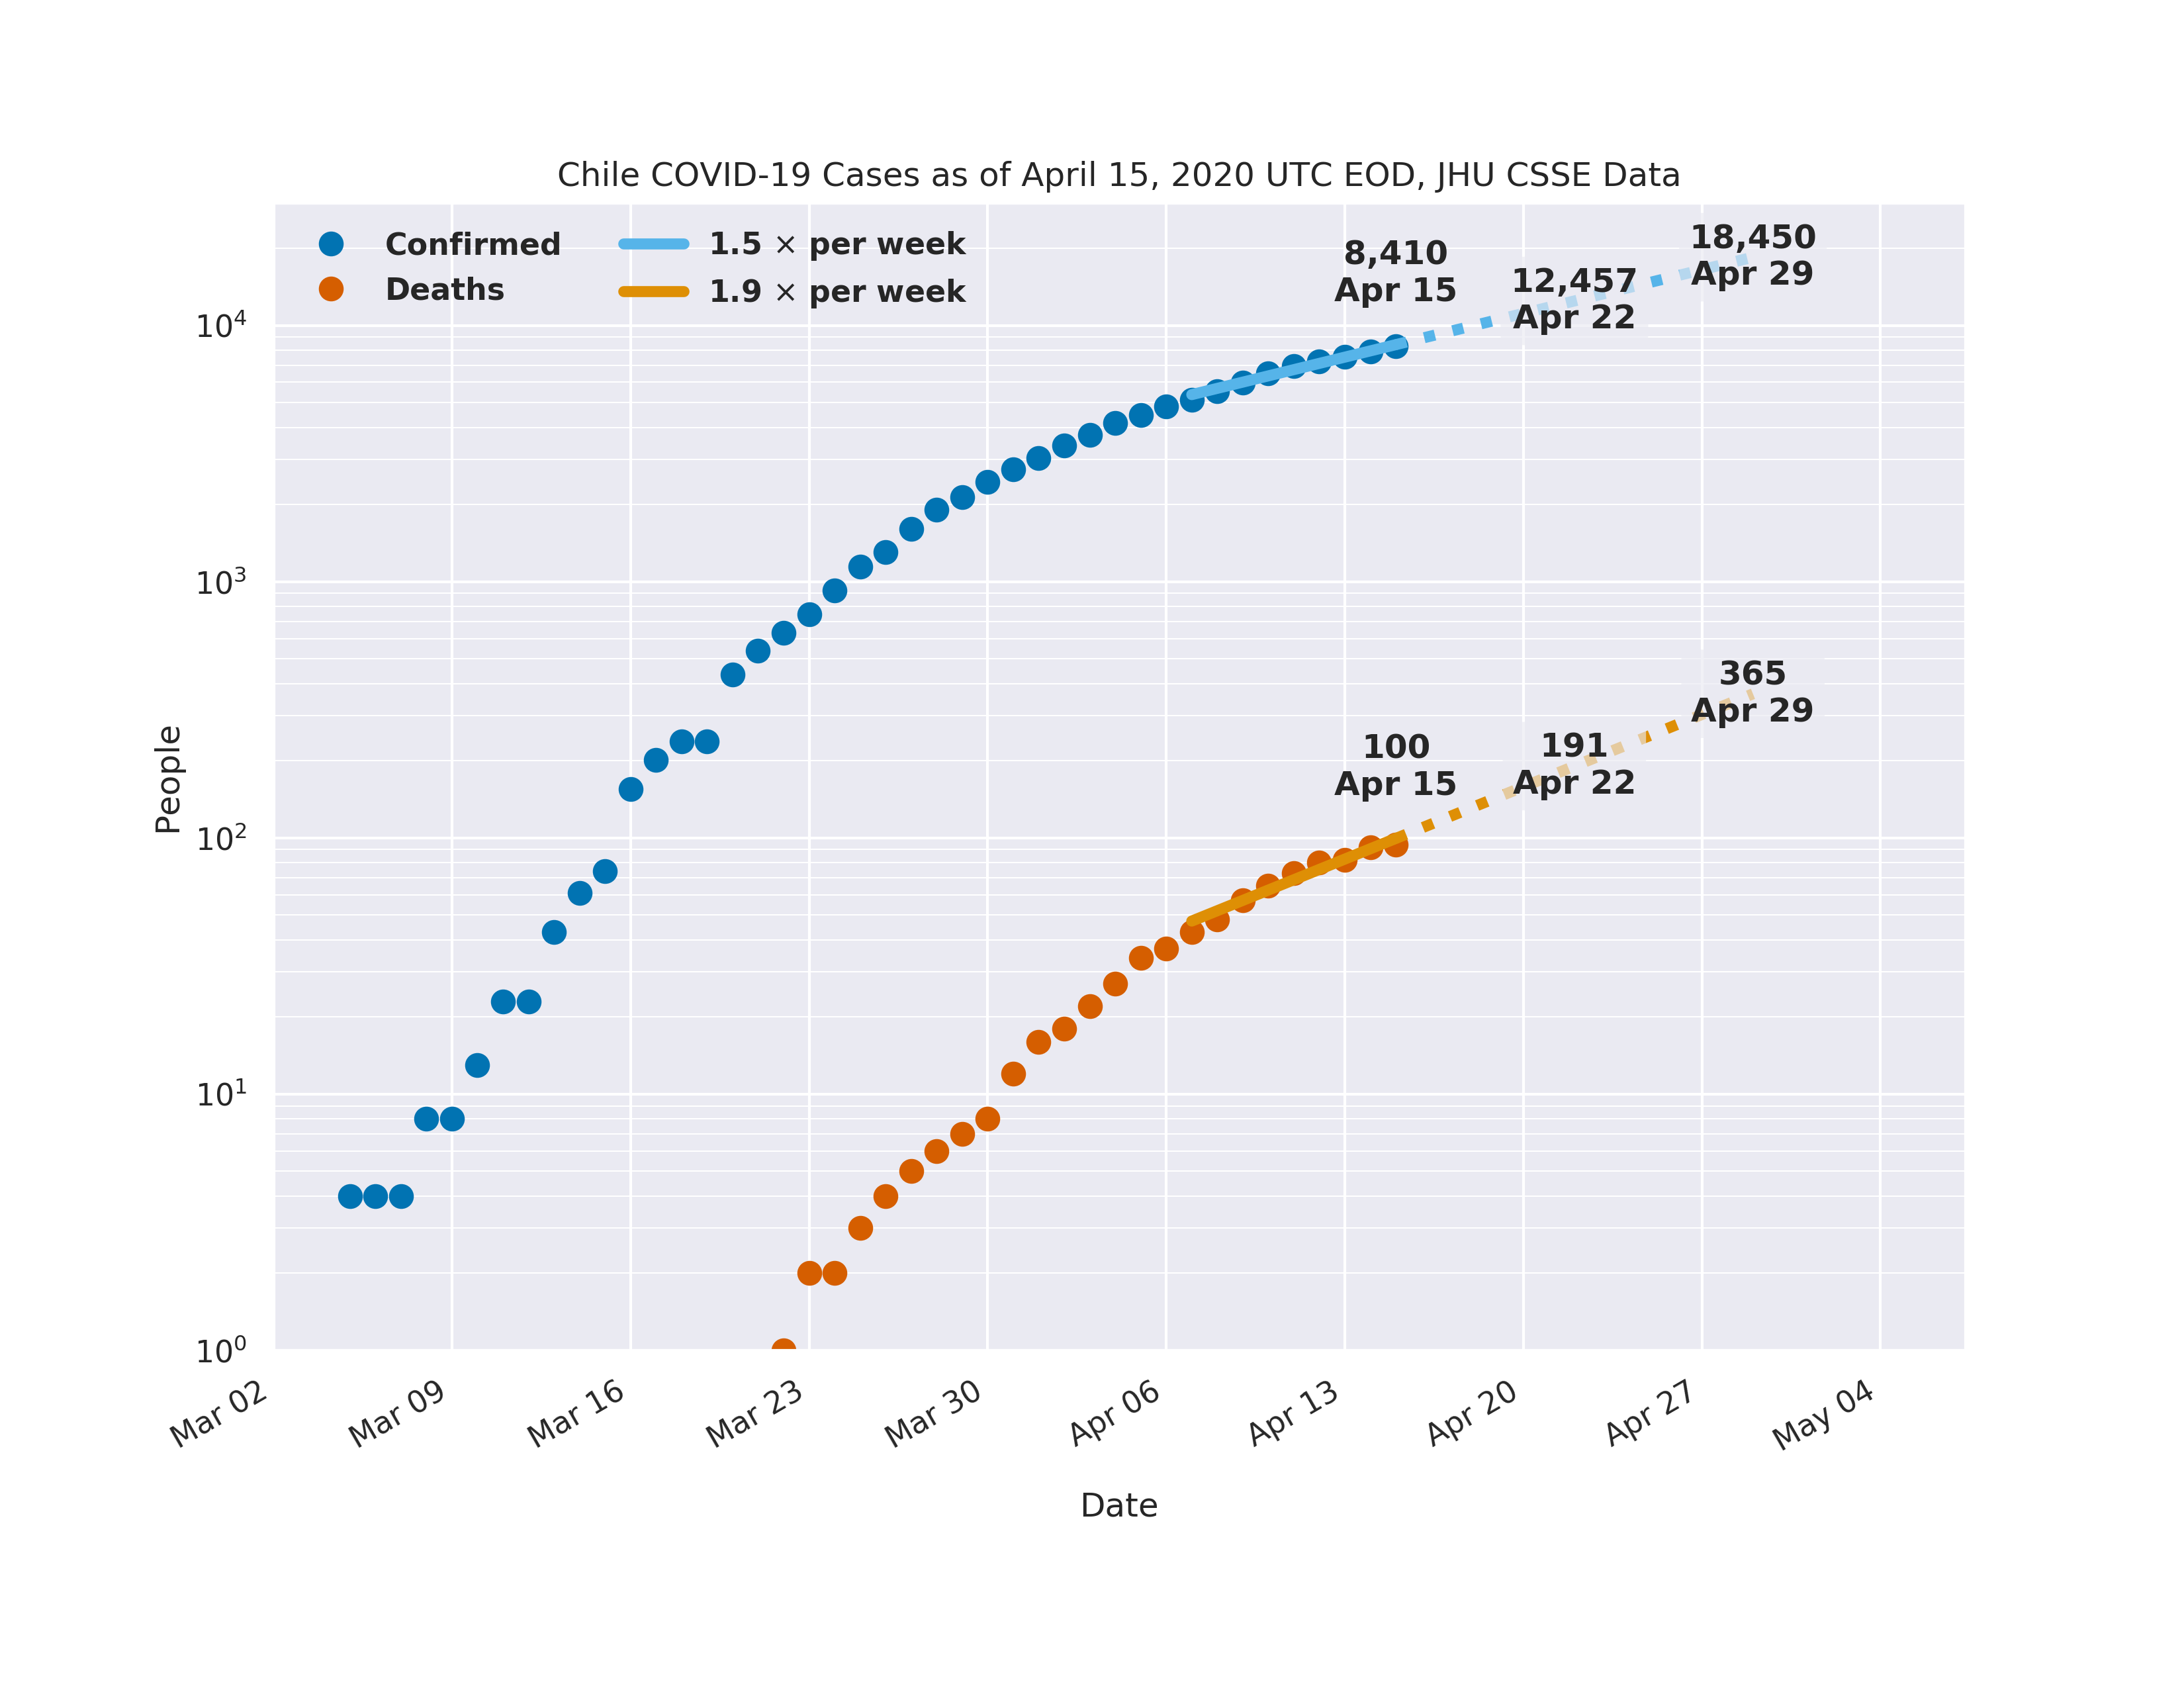 Chile COVID-19 Cases as of April 15, 2020 UTC EOD, JHU CSSE Data
Confirmed
Deaths
1.5 × per week
1.9 × per week
8,410
Apr 15
12,457
Apr 22
18,450
Apr 29
100
Apr 15
191
Apr 22
365
Apr 29
People
10⁴
10³
10²
10¹
10⁰
Mar 02
Mar 09
Mar 16
Mar 23
Mar 30
Apr 06
Apr 13
Apr 20
Apr 27
May 04
Date